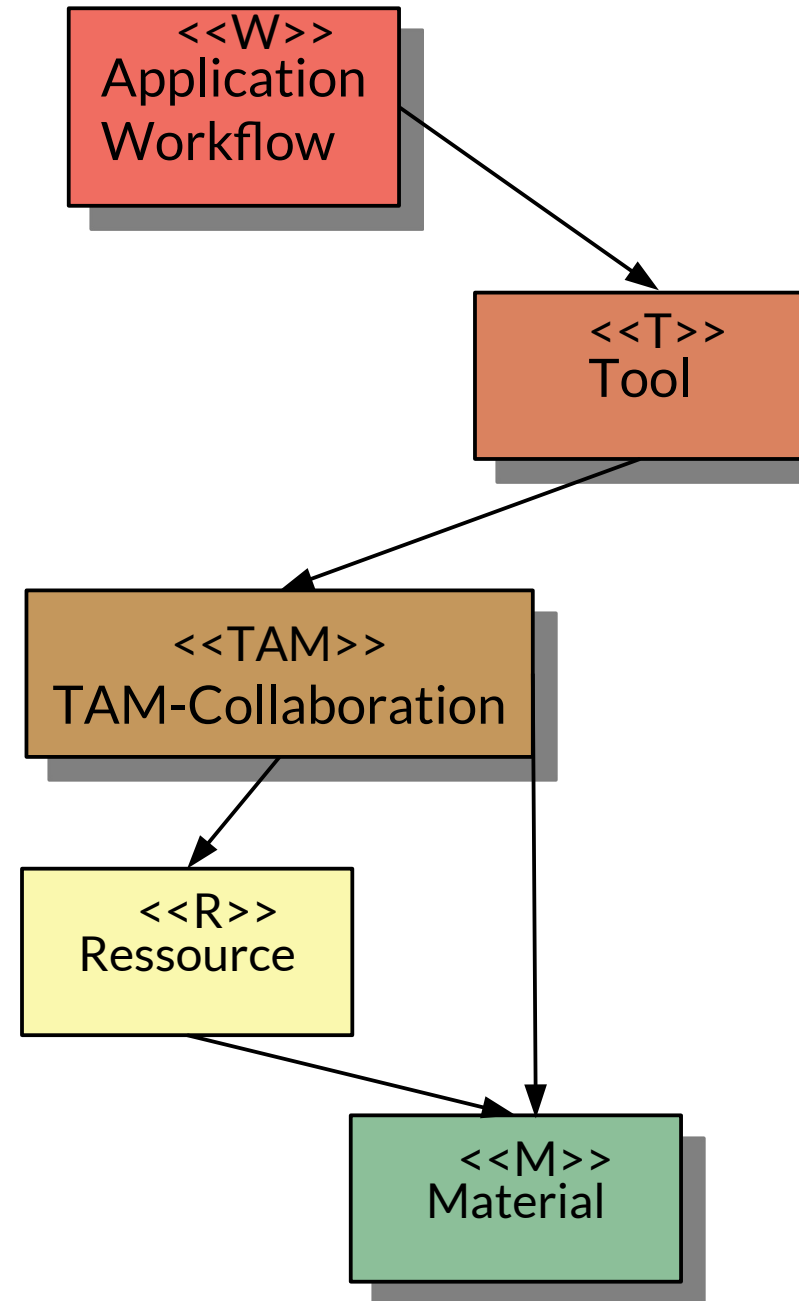 <<W>>
Application
Workflow
<<T>>
Tool
<<TAM>>
TAM-Collaboration
<<R>>
Ressource
<<M>>
Material